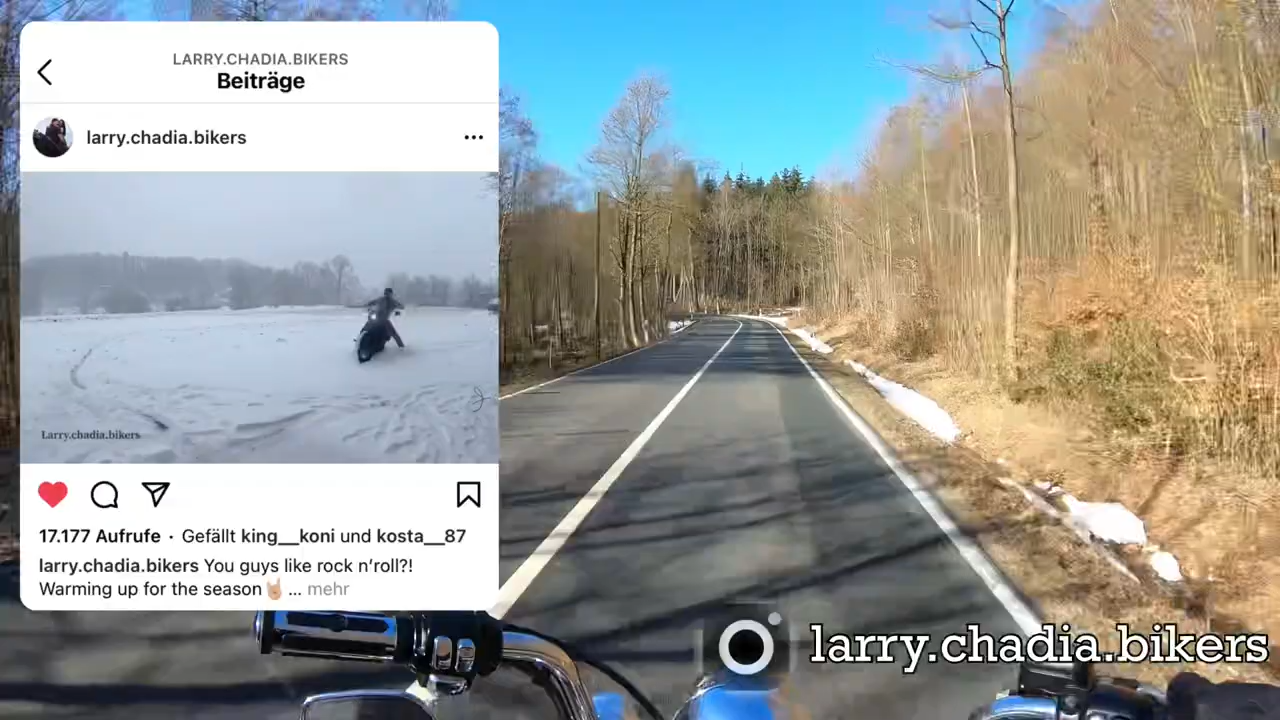 LARRY.CHADIA.BIKERS
Beiträge
larry.chadia.bikers
Larry.chadia.bikers
17.177 Aufrufe · Gefällt king__koni und kosta__87
larry.chadia.bikers You guys like rock n’roll?!
Warming up for the season🤘🏼 ... mehr
larry.chadia.bikers